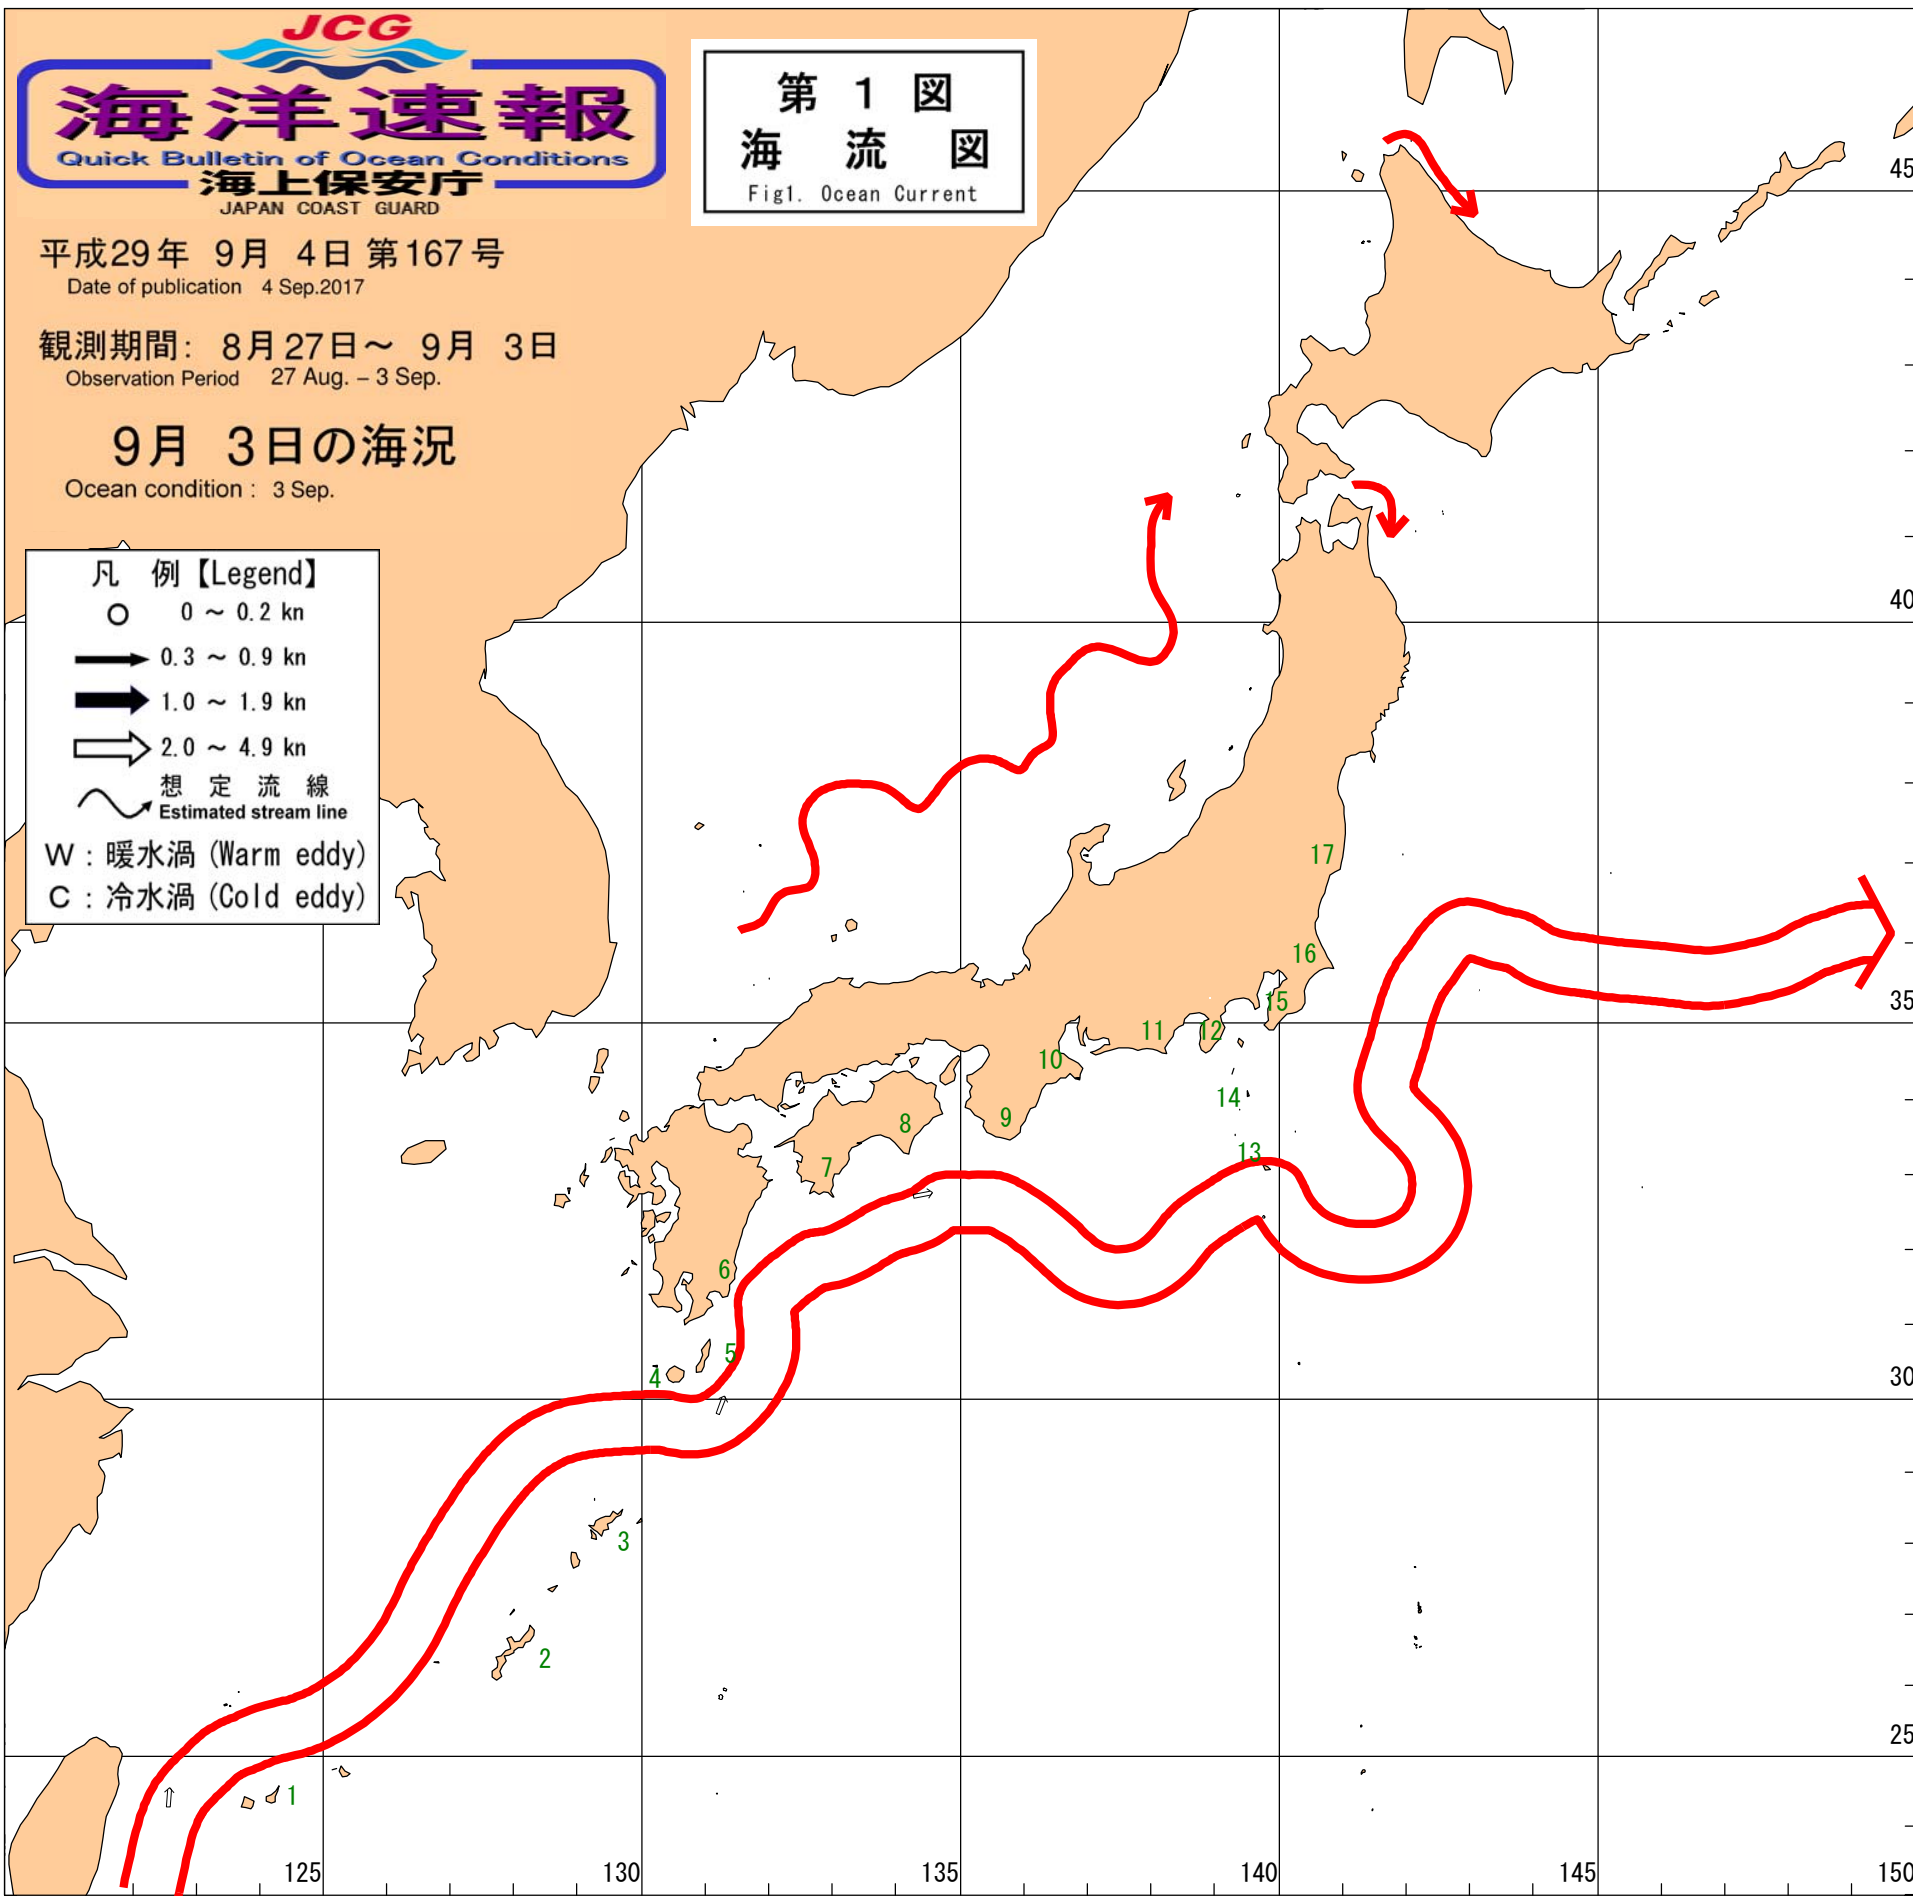 JCG
海洋速報
Quick Bulletin of Ocean Conditions
海上保安庁
JAPAN COAST GUARD
第 1 図
海 流 図
Fig1. Ocean Current
平成29年 9月 4日 第167号
Date of publication 4 Sep.2017
観測期間: 8月27日～ 9月 3日
Observation Period 27 Aug. – 3 Sep.
9月 3日の海況
Ocean condition : 3 Sep.
凡 例【Legend】
0 ～ 0.2 kn
0.3 ～ 0.9 kn
1.0 ～ 1.9 kn
2.0 ～ 4.9 kn
想 定 流 線
Estimated stream line
W : 暖水渦 (Warm eddy)
C : 冷水渦 (Cold eddy)
45
40
35
30
25
17
16
15
11
12
10
14
9
8
13
7
6
5
4
3
2
1
125
130
135
140
145
150